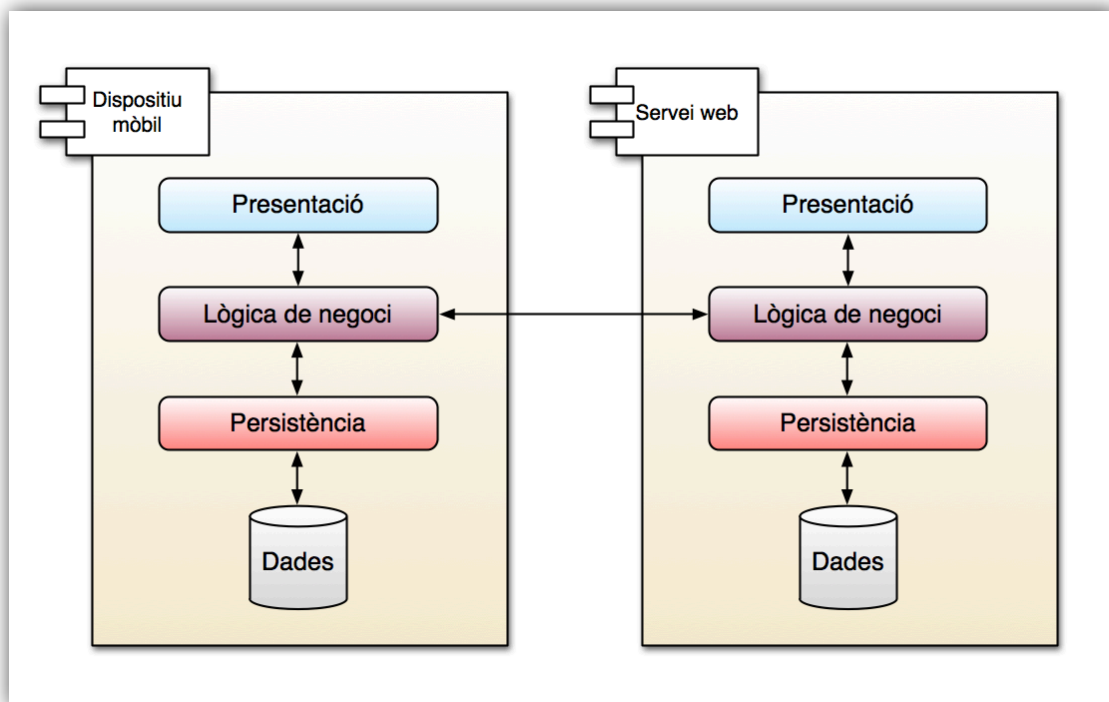 Dispositiu
mòbil
Presentació
Lògica de negoci
Persistència
Dades
Servei web
Presentació
Lògica de negoci
Persistència
Dades